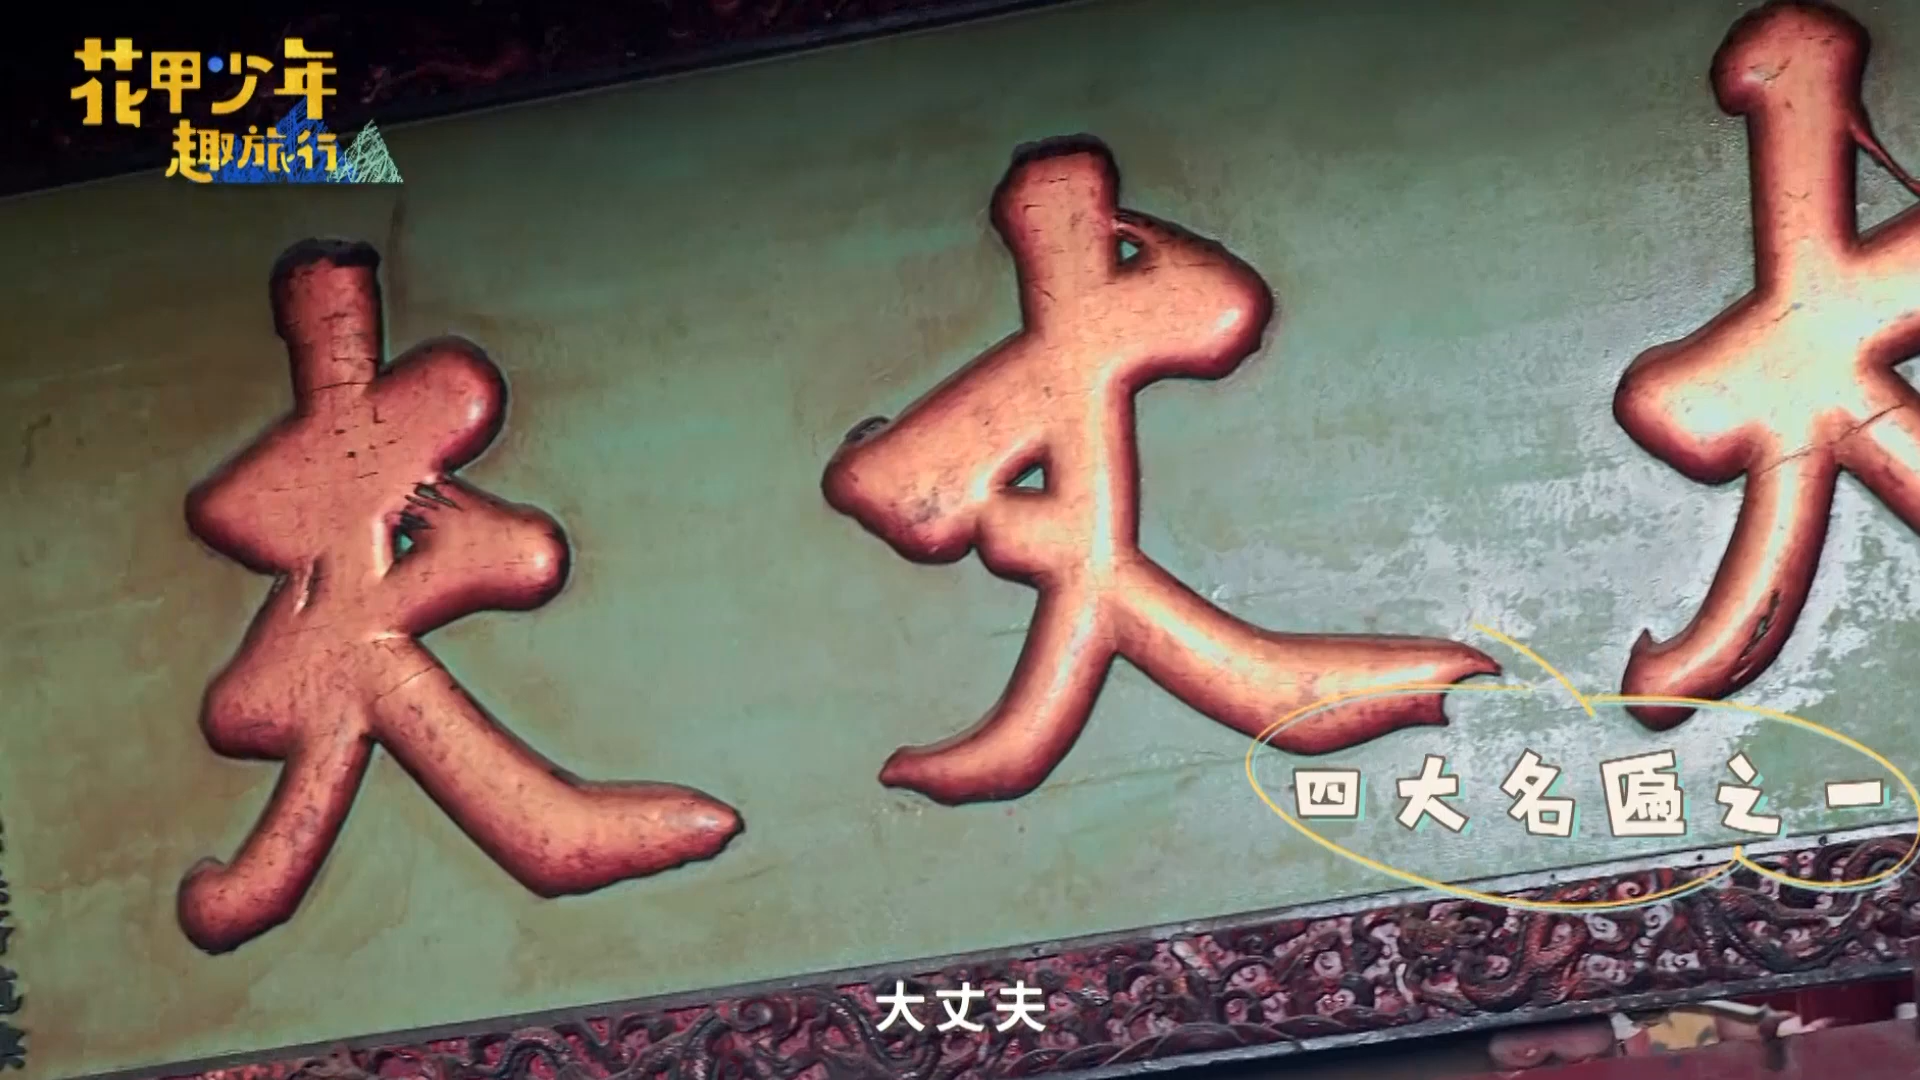 花甲少年
趣旅行
夫丈大
四大名匾之一
大丈夫